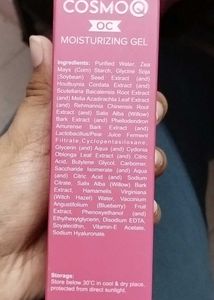 COSMOQ
OC
MOISTURIZING GEL
Ingredients: Purified Water, Zea
Mays (Corn) Starch, Glycine Soja
(Soybean) Seed Extract (and)
Houttuynia Cordata Extract (and)
Scutellaria Baicalensis Root Extract
(and) Melia Azadirachta Leaf Extract
(and) Rehmannia Chinensis Root
Extract (and) Salix Alba (Willow)
Bark Extract (and) Phellodendron
Amurense Bark Extract (and)
Lactobacillus/Pear Juice Ferment
Filtrate, Cyclopentasiloxane,
Glycerin (and) Aqua (and) Cydonia
Oblonga Leaf Extract (and) Citric
Acid, Butylene Glycol, Carbomer,
Saccharide Isomerate (and) Aqua
(and) Citric Acid (and) Sodium
Citrate, Salix Alba (Willow) Bark
Extract, Hamamelis Virginiana
(Witch Hazel) Water, Vaccinium
Angustifolium (Blueberry) Fruit
Extract, Phenoxyethanol (and)
Ethylhexylglycerin, Disodium EDTA,
Soyalecithin, Vitamin-E Acetate,
Sodium Hyaluronate.
Storage:
Store below 30°C in cool & dry place,
protected from direct sunlight.